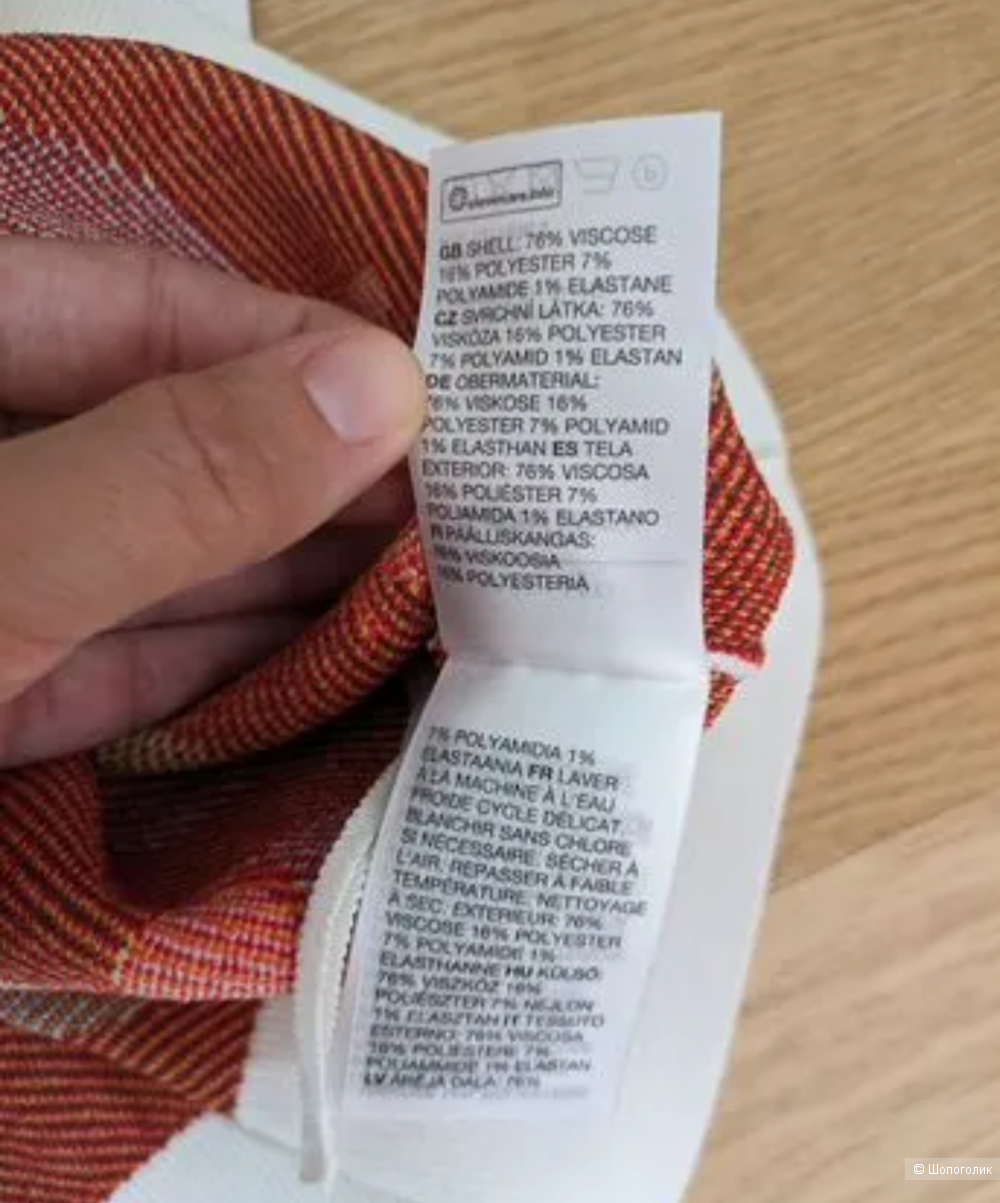 clevercare.info
GB SHELL: 76% VISCOSE
16% POLYESTER 7%
POLYAMIDE 1% ELASTANE
CZ SVRCHNÍ LÁTKA: 76%
VISKÓZA 16% POLYESTER
7% POLYAMID 1% ELASTAN
DE OBERMATERIAL:
76% VISKOSE 16%
POLYESTER 7% POLYAMID
1% ELASTHAN ES TELA
EXTERIOR: 76% VISCOSA
16% POLIÉSTER 7%
POLIAMIDA 1% ELASTANO
FI PÄÄLLISKANGAS:
76% VISKOOSIA
16% POLYESTERIA
7% POLYAMIDIA 1%
ELASTAANIA FR LAVER
À LA MACHINE À L'EAU
FROIDE CYCLE DÉLICAT,
BLANCHIR SANS CHLORE
SI NÉCESSAIRE. SÉCHER À
L'AIR. REPASSER À FAIBLE
TEMPÉRATURE. NETTOYAGE
À SEC. EXTERIEUR: 76%
VISCOSE 16% POLYESTER
7% POLYAMIDE 1%
ELASTHANNE HU KÜLSŐ:
76% VISZKÓZ 16%
POLIÉSZTER 7% NEJLON
1% ELASZTÁN IT TESSUTO
ESTERNO: 76% VISCOSA
16% POLIESTERE 7%
POLIAMMIDE 1% ELASTAN
LV ĀRĒJĀ DAĻA: 76%
© Шопоголик